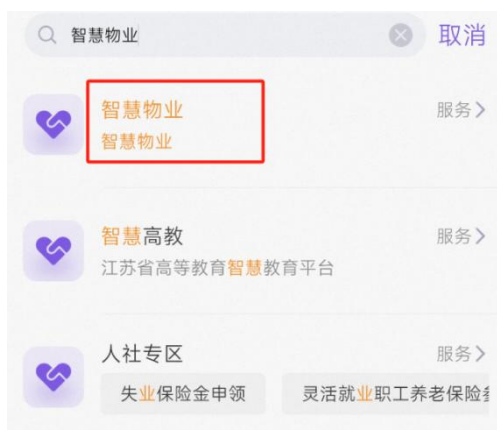 智慧物业 取消
智慧物业 服务
智慧物业
智慧高教 服务
江苏省高等教育智慧教育平台
人社专区 服务
失业保险金申领 灵活就业职工养老保险